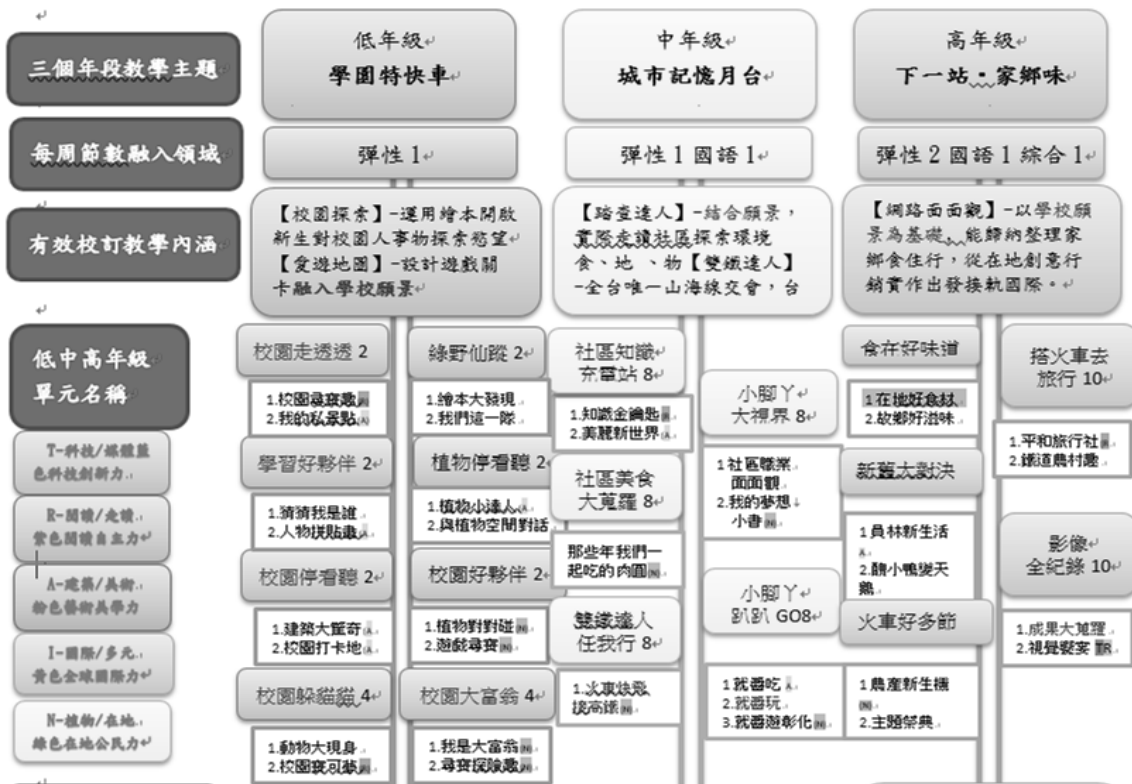 三個年段教學主題
低年級
學園特快車
中年級
城市記憶月台
高年級
下一站‧家鄉味
每周節數融入領域
彈性 1
彈性 1 國語 1
彈性 2 國語 1 綜合 1
有效校訂教學內涵
【校園探索】-運用繪本開啟
新生對校園人事物探索慾望
【愛遊地圖】-設計遊戲關
卡融入學校願景
【踏查達人】-結合願景，
實際走讀社區探索環境
食、地 、物【雙鐵達人】
-全台唯一山海線交會，台
【網路面面觀】-以學校願
景為基礎，能歸納整理家
鄉食住行，從在地創意行
銷實作出發接軌國際。
低中高年級
單元名稱
T-科技/媒體藍
色科技創新力
R-閱讀/走讀
紫色閱讀自主力
A-建築/美術
粉色藝術美學力
I-國際/多元
黃色全球國際力
N-植物/在地
綠色在地公民力
校園走透透 2
1.校園尋寶趣
2.我的私景點(A)
學習好夥伴 2
1.猜猜我是誰
2.人物拼貼趣(A
校園停看聽 2
1.建築大驚奇(A
2.校園打卡地(A
校園躲貓貓 4
1.動物大現身
2.校園寶可夢(N)
綠野仙蹤 2
1.繪本大發現
2.我們這一隊
植物停看聽 2
1.植物小達人(A
2.與植物空間對話
校園好夥伴 2
1.植物對對碰(N)
2.遊戲尋寶(N)
校園大富翁 4
1.我是大富翁(N)
2.尋寶探險趣(N)
社區知識
充電站 8
1.知識金鑰匙(R
2.美麗新世界(A
社區美食
大蒐羅 8
那些年我們一
起吃的肉圓(N)
雙鐵達人
任我行 8
1.火車快飛
接高鐵(N)
小腳丫
大視界 8
1 社區職業
面面觀
2.我的夢想
小書(N)
小腳丫
趴趴 GO8
1 就醬吃 A
2.就醬玩
3.就醬遊彰化(N)
食在好味道
1 在地好食材
2.故鄉好滋味
新舊大對決
1 員林新生活
A
2.醜小鴨變天
鵝
火車好多節
1 農產新生機
(N)
2.主題祭典
搭火車去
旅行 10
1.平和旅行社
2.鐵道農村趣
影像
全紀錄 10
1.成果大蒐羅
2.視覺饗宴 TR